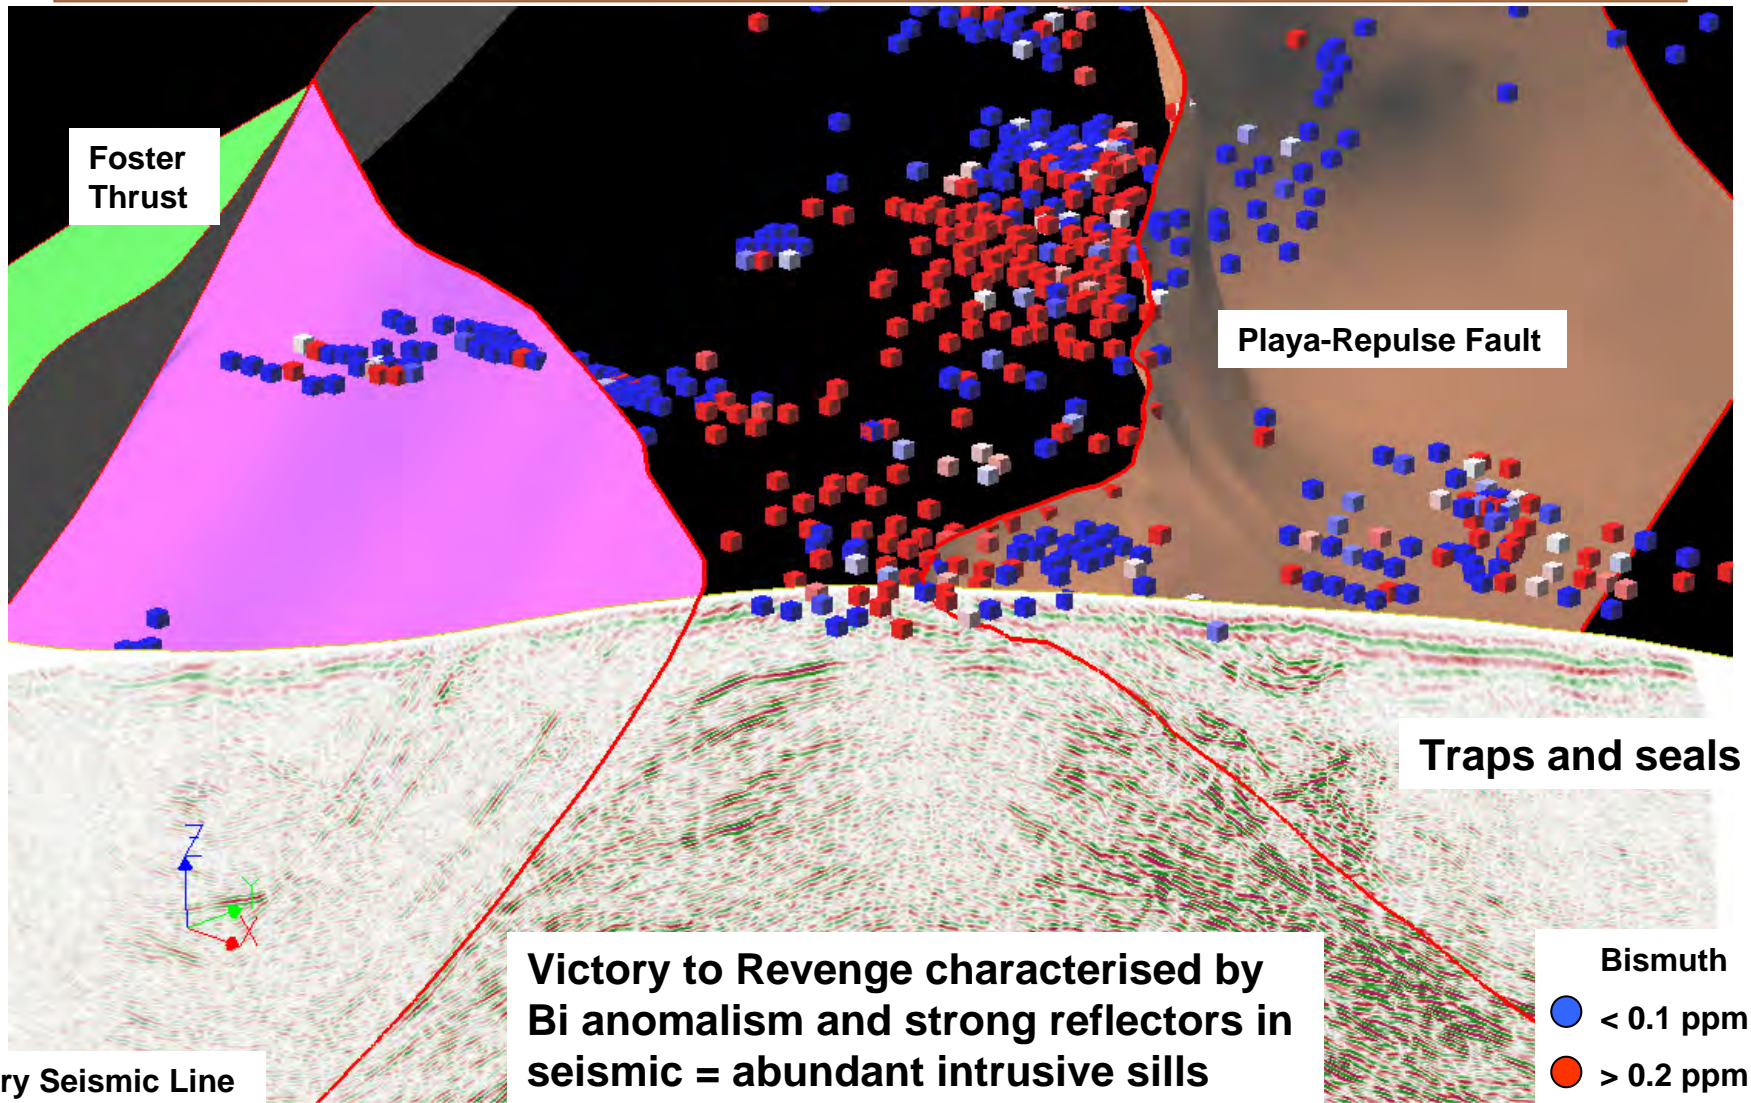 Foster
Thrust
Playa-Repulse Fault
Traps and seals
Z
Y
X
Victory to Revenge characterised by
Bi anomalism and strong reflectors in
seismic = abundant intrusive sills
Bismuth
< 0.1 ppm
> 0.2 ppm
ry Seismic Line